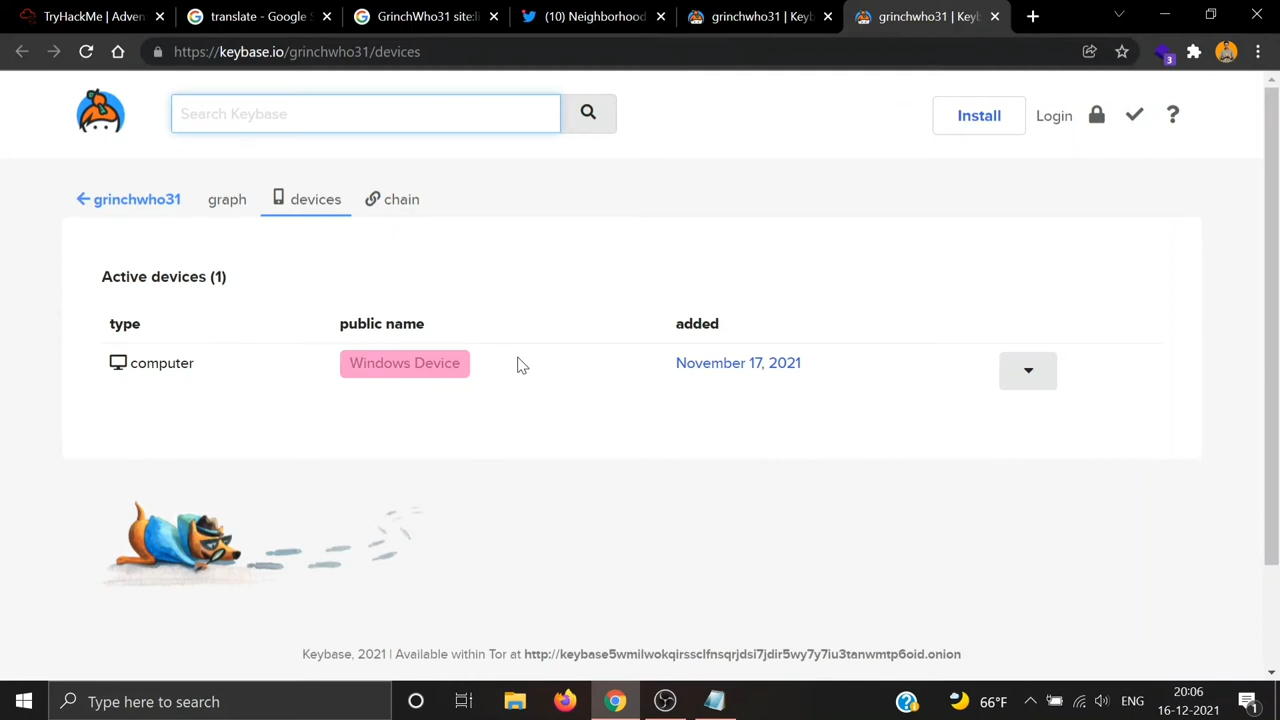 TryHackMe | Adven
translate - Google S
GrinchWho31 site:li
(10) Neighborhood
grinchwho31 | Keyb
grinchwho31 | Keyb
https://keybase.io/grinchwho31/devices
3
Search Keybase
Install
Login
?
grinchwho31
graph
devices
chain
Active devices (1)
type public name added
computer Windows Device November 17, 2021
Keybase, 2021 | Available within Tor at http://keybase5wmilwokqirssclfnsqrjdsi7jdir5wy7y7iu3tanwmtp6oid.onion
Type here to search
66°F
ENG
20:06
16-12-2021
1